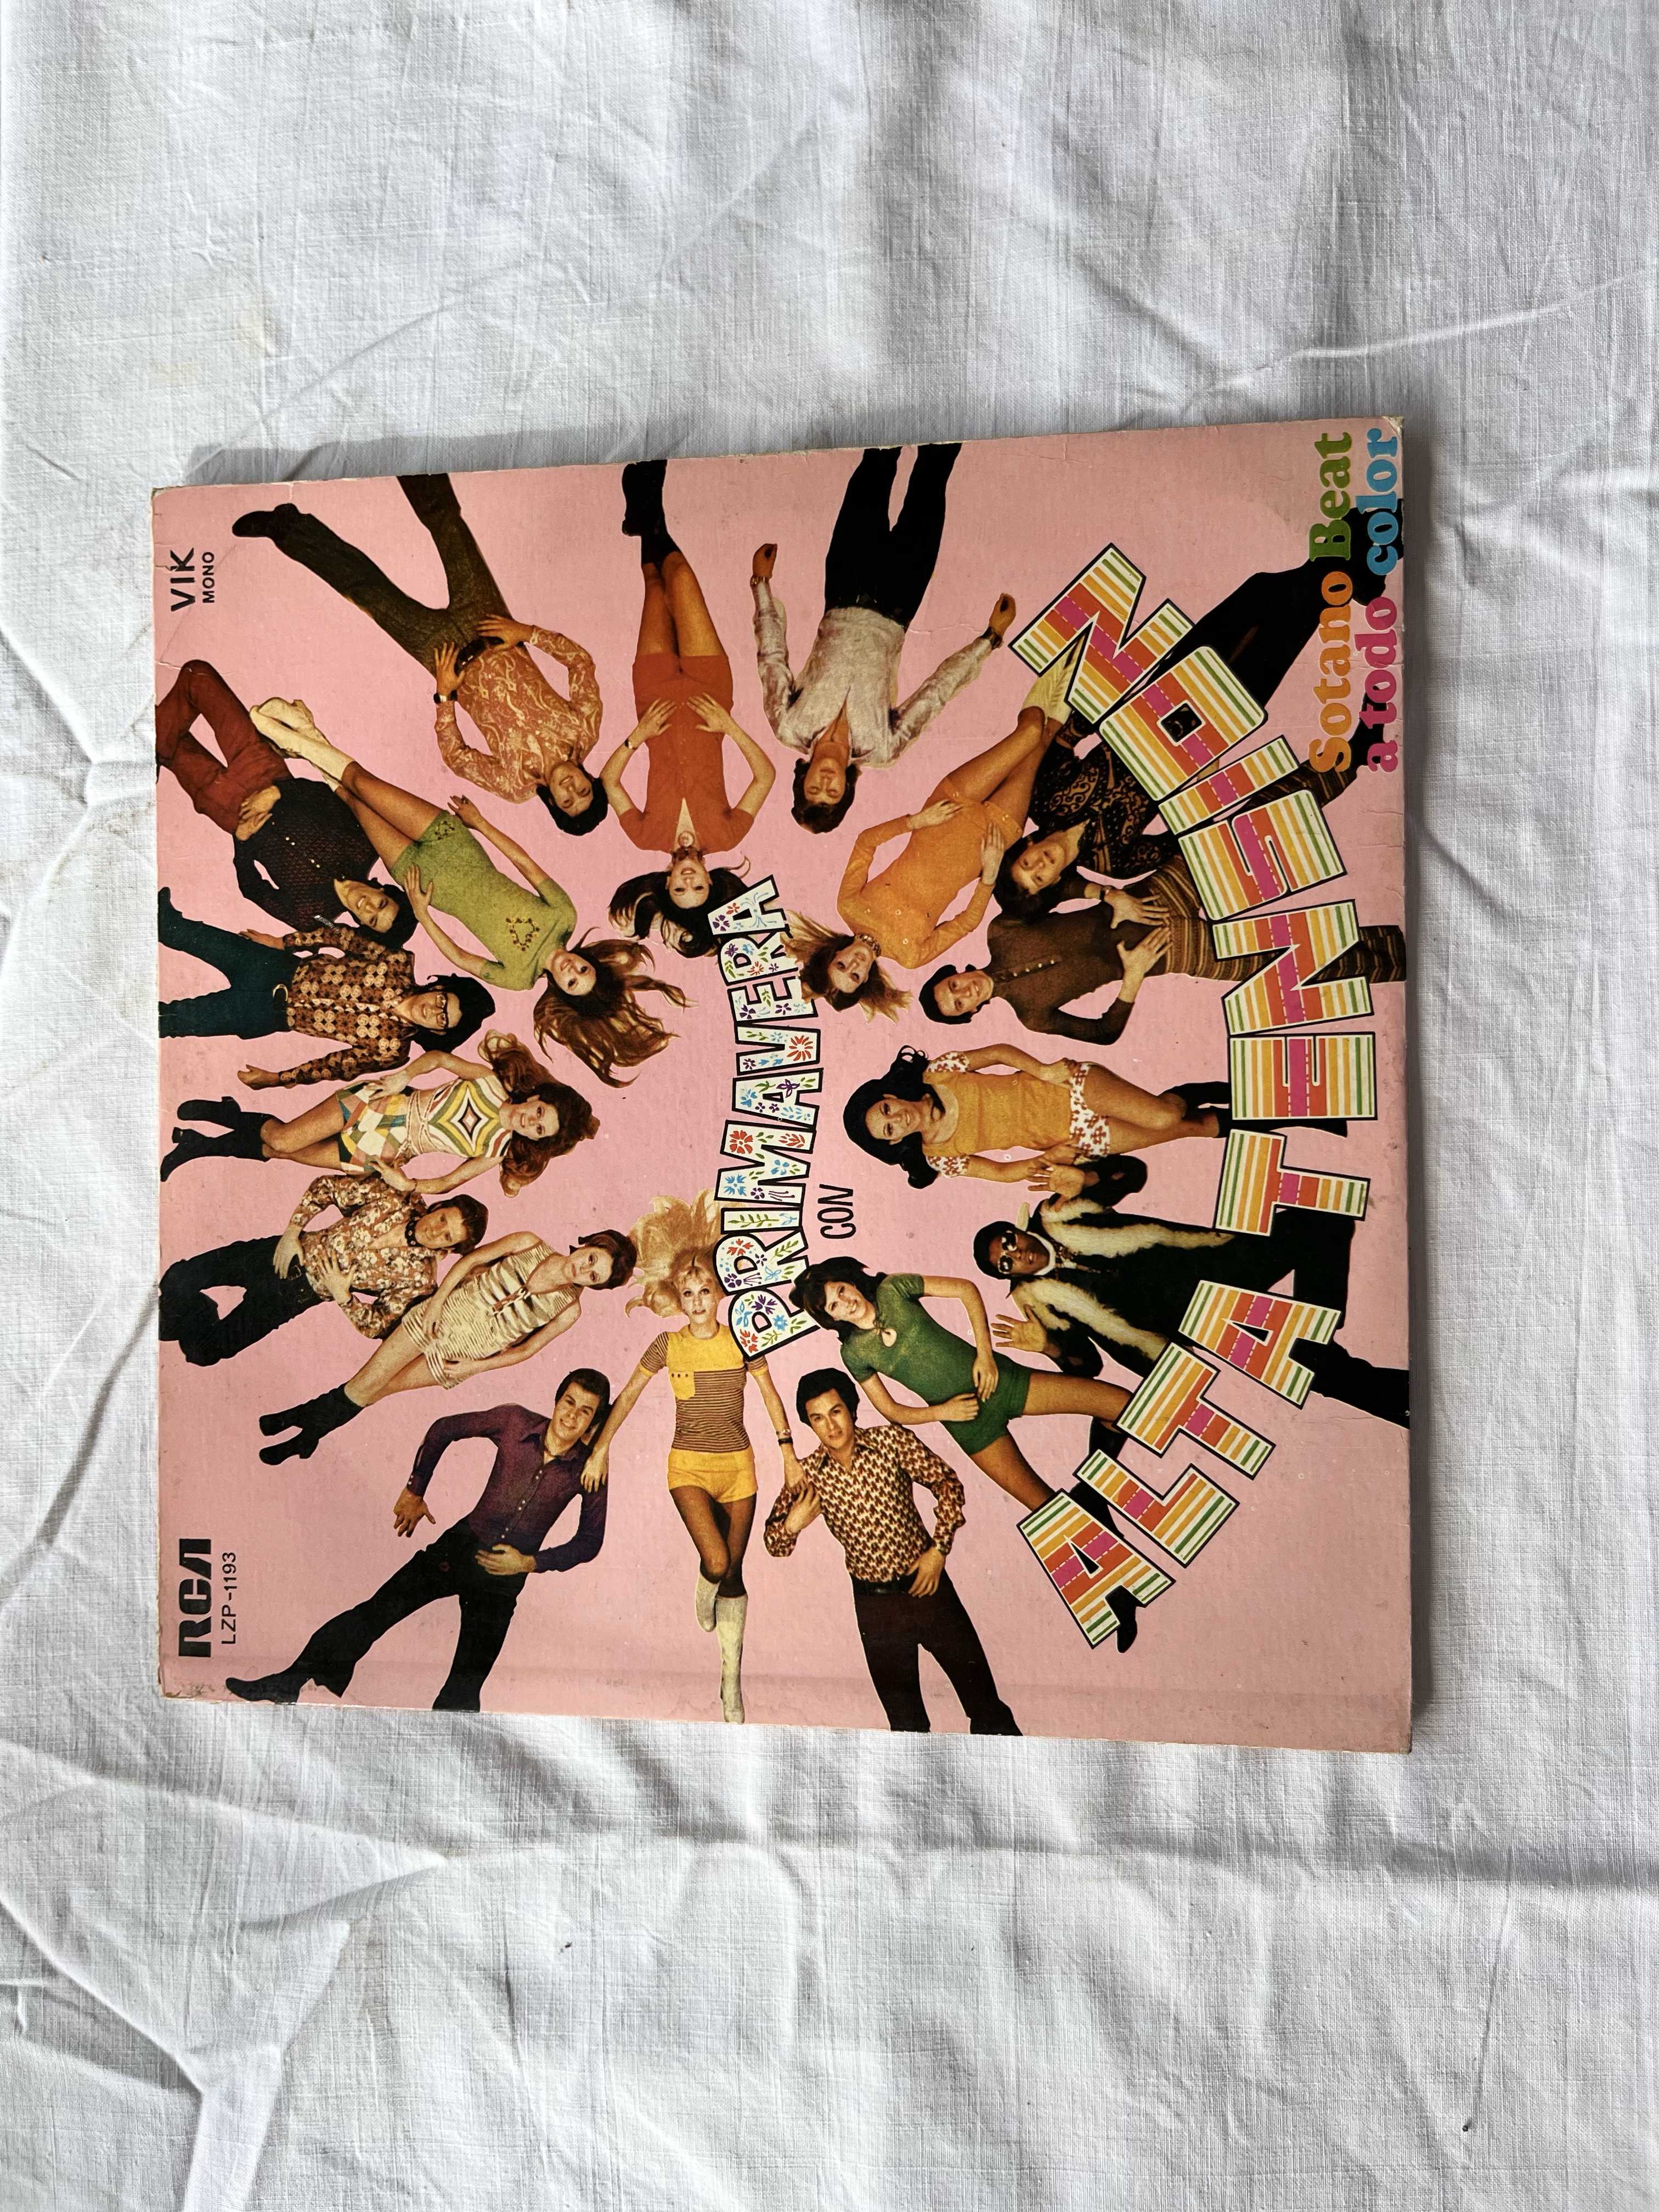 RCA
LZP-1193
VIK
MONO
PRIMAVERA
CON
ALTA TENSION
Sotano Beat
a todo color